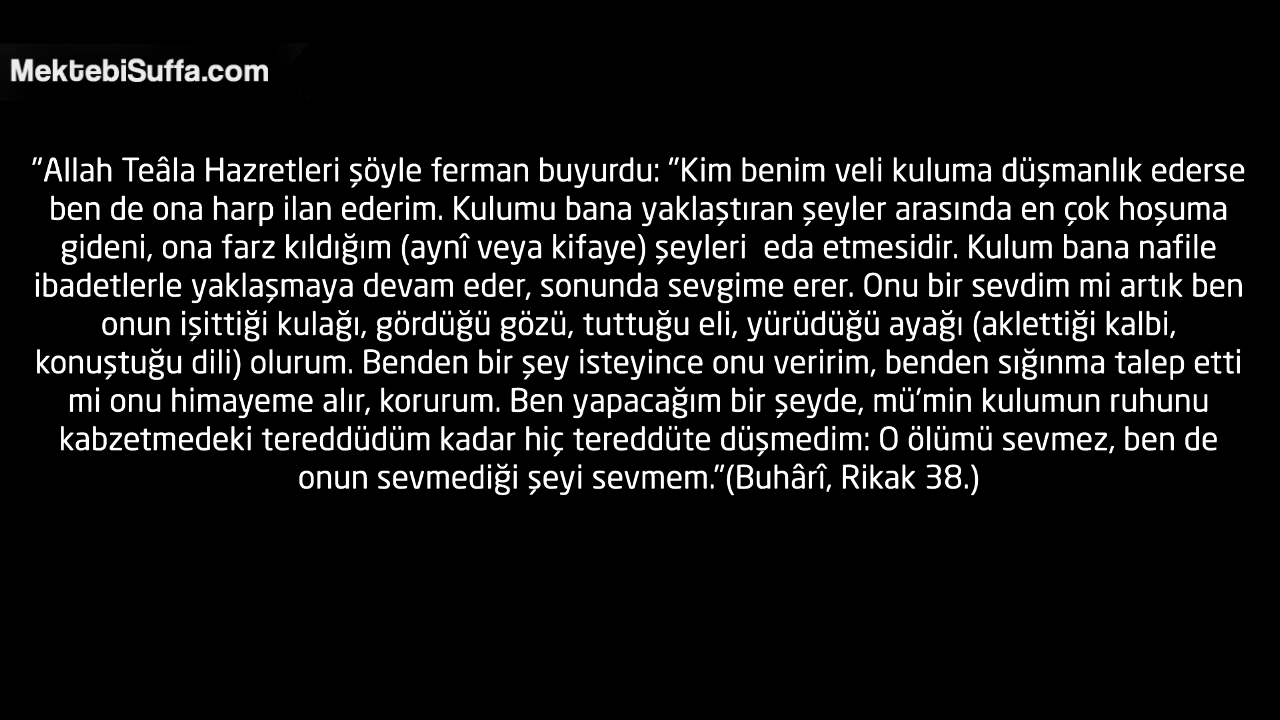 MektebiSuffa.com
"Allah Teâla Hazretleri şöyle ferman buyurdu: "Kim benim veli kuluma düşmanlık ederse
ben de ona harp ilan ederim. Kulumu bana yaklaştıran şeyler arasında en çok hoşuma
gideni, ona farz kıldığım (aynî veya kifaye) şeyleri  eda etmesidir. Kulum bana nafile
ibadetlerle yaklaşmaya devam eder, sonunda sevgime erer. Onu bir sevdim mi artık ben
onun işittiği kulağı, gördüğü gözü, tuttuğu eli, yürüdüğü ayağı (aklettiği kalbi,
konuştuğu dili) olurum. Benden bir şey isteyince onu veririm, benden sığınma talep etti
mi onu himayeme alır, korurum. Ben yapacağım bir şeyde, mü'min kulumun ruhunu
kabzetmedeki tereddüdüm kadar hiç tereddüte düşmedim: O ölümü sevmez, ben de
onun sevmediği şeyi sevmem."(Buhârî, Rikak 38.)